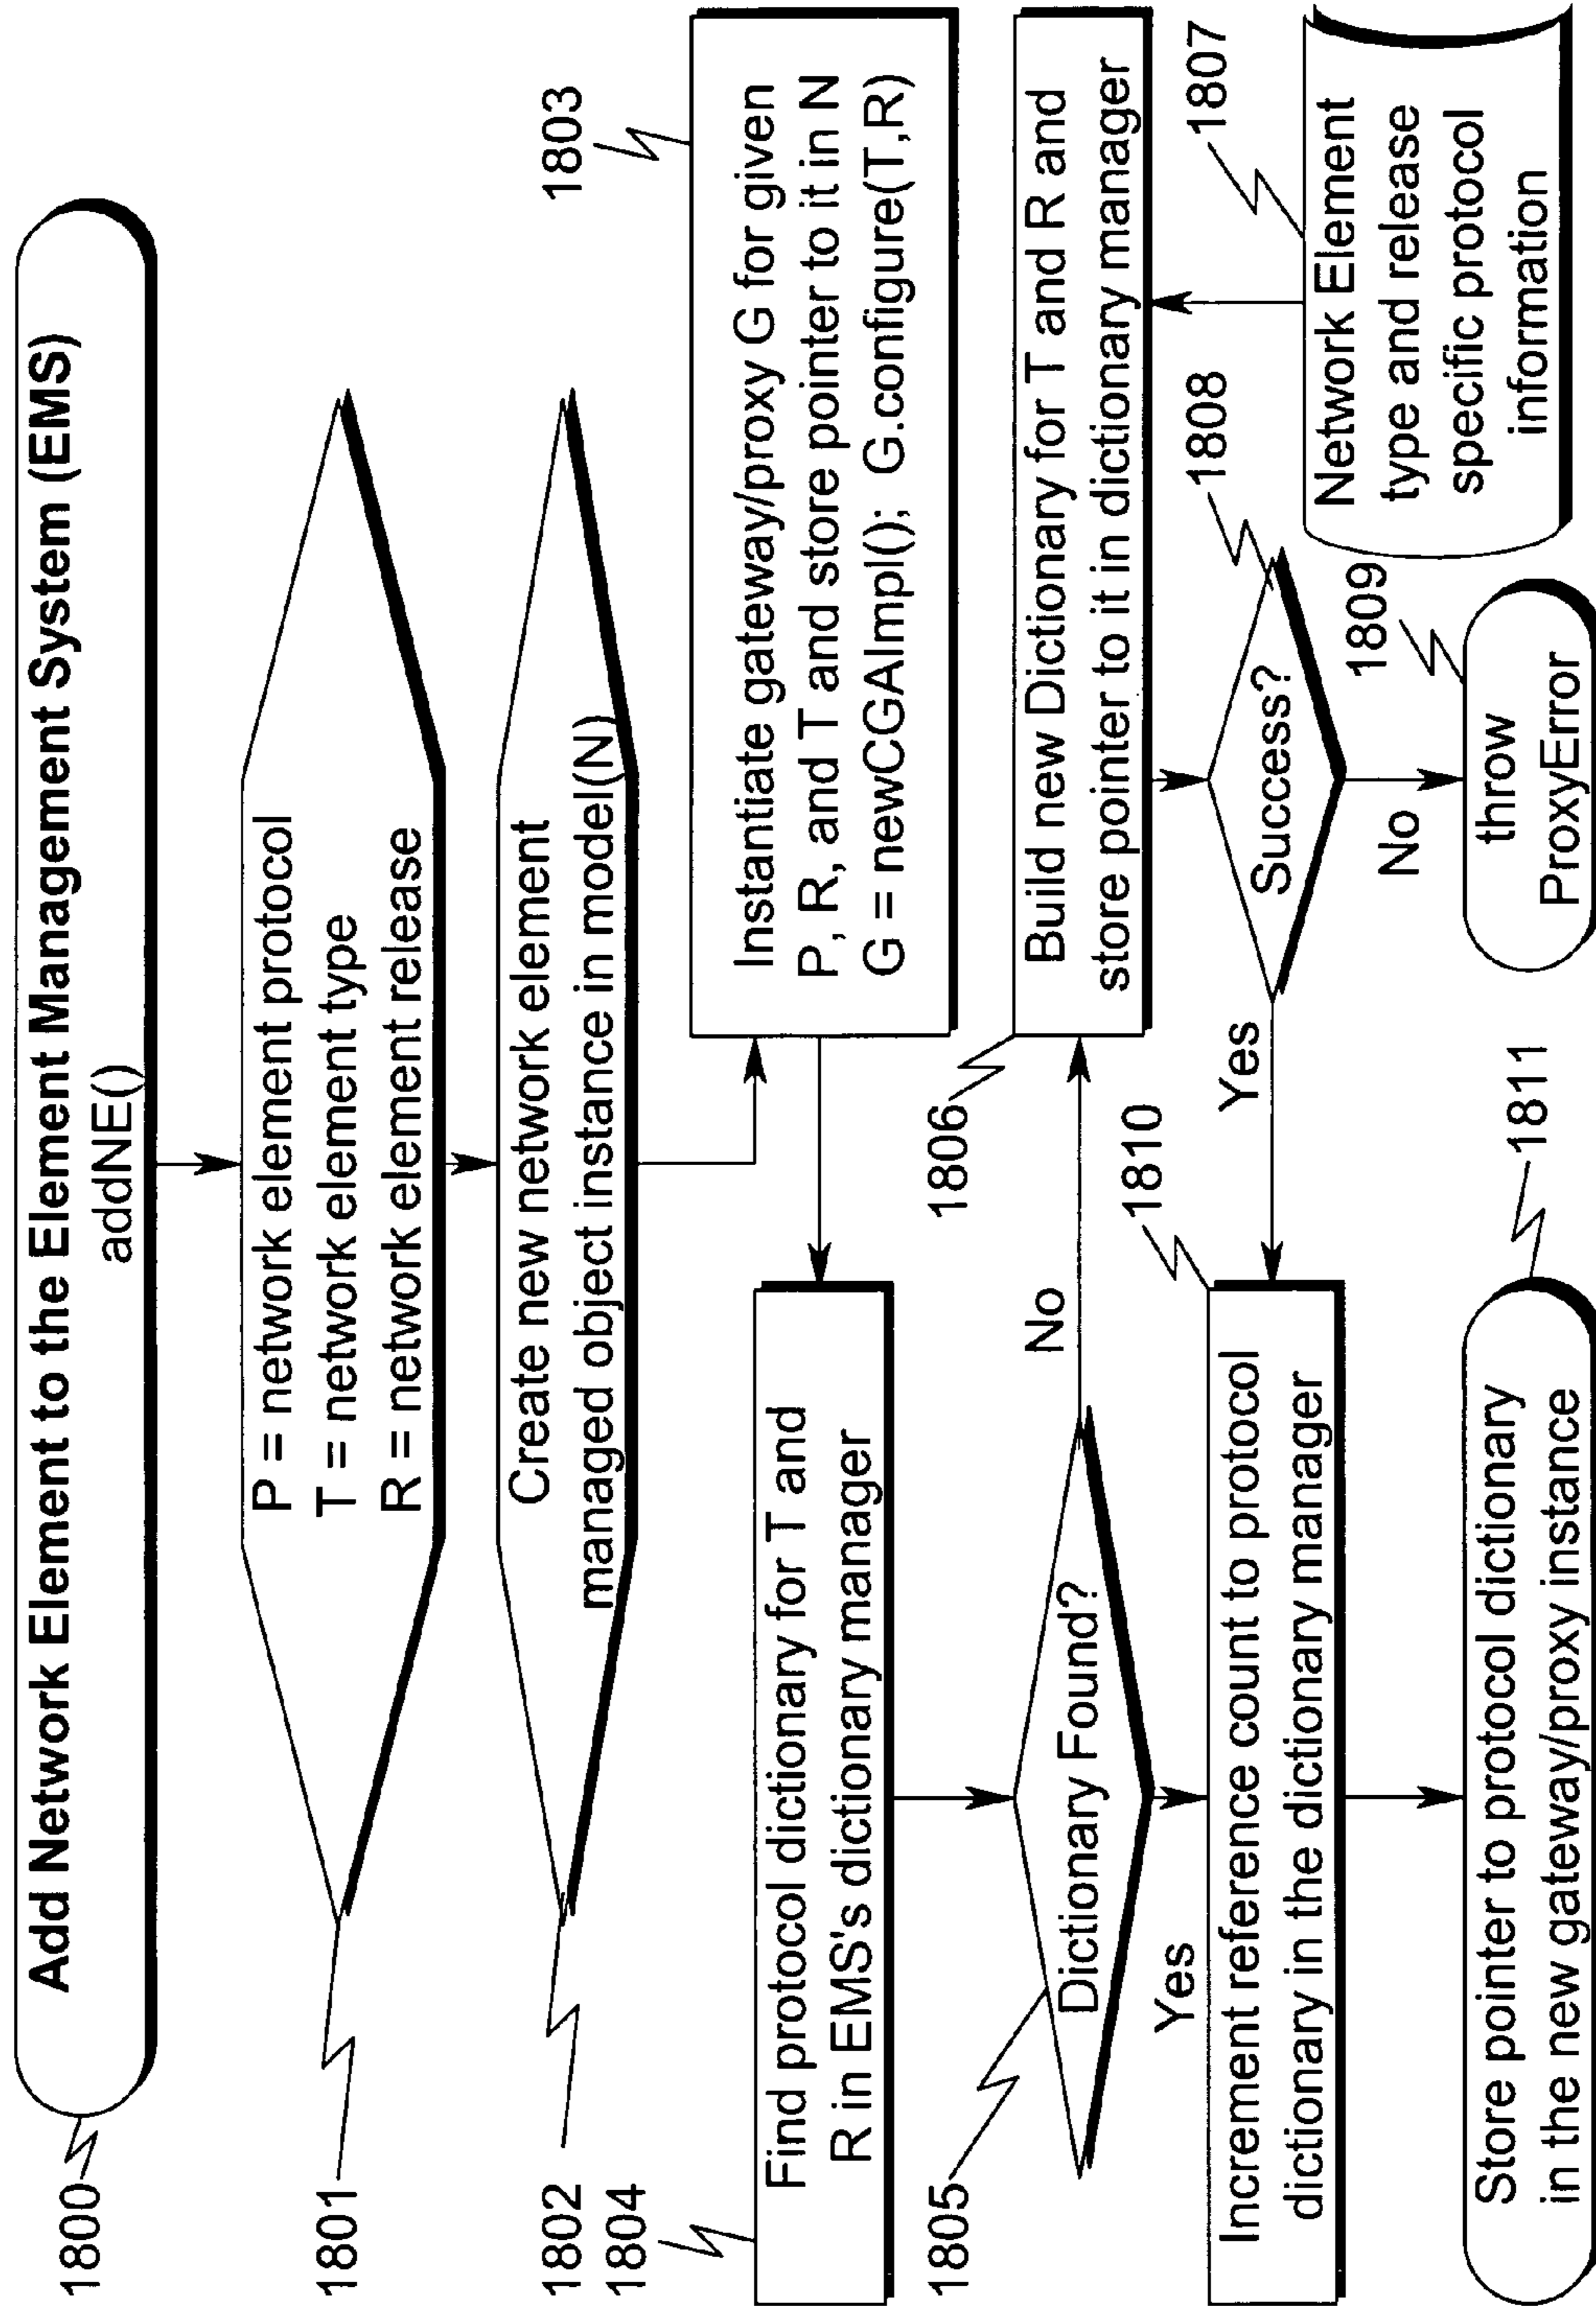 Add Network Element to the Element Management System (EMS)
addNE()
1800
P = network element protocol
T = network element type
R = network element release
1801
Create new network element
managed object instance in model(N)
1802
1803
Instantiate gateway/proxy G for given
P, R, and T and store pointer to it in N
G = newCGAImpl(); G.configure(T,R)
1804
Find protocol dictionary for T and
R in EMS's dictionary manager
1805
Dictionary Found?
No
Yes
1806
Build new Dictionary for T and R and
store pointer to it in dictionary manager
1807
Network Element
type and release
specific protocol
information
1808
Success?
Yes
No
1809
throw
ProxyError
1810
Increment reference count to protocol
dictionary in the dictionary manager
1811
Store pointer to protocol dictionary
in the new gateway/proxy instance